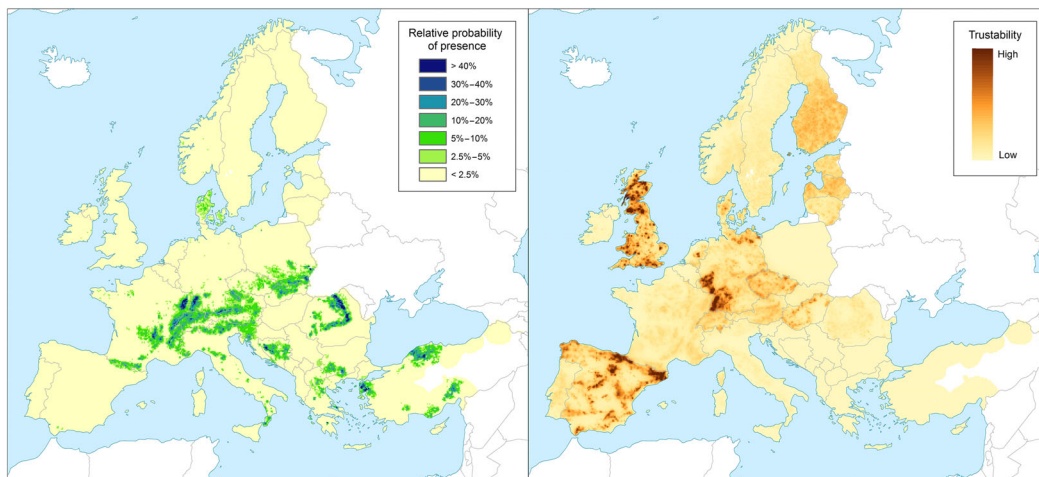 Relative probability
of presence
> 40%
30%–40%
20%–30%
10%–20%
5%–10%
2.5%–5%
< 2.5%
Trustability
High
Low